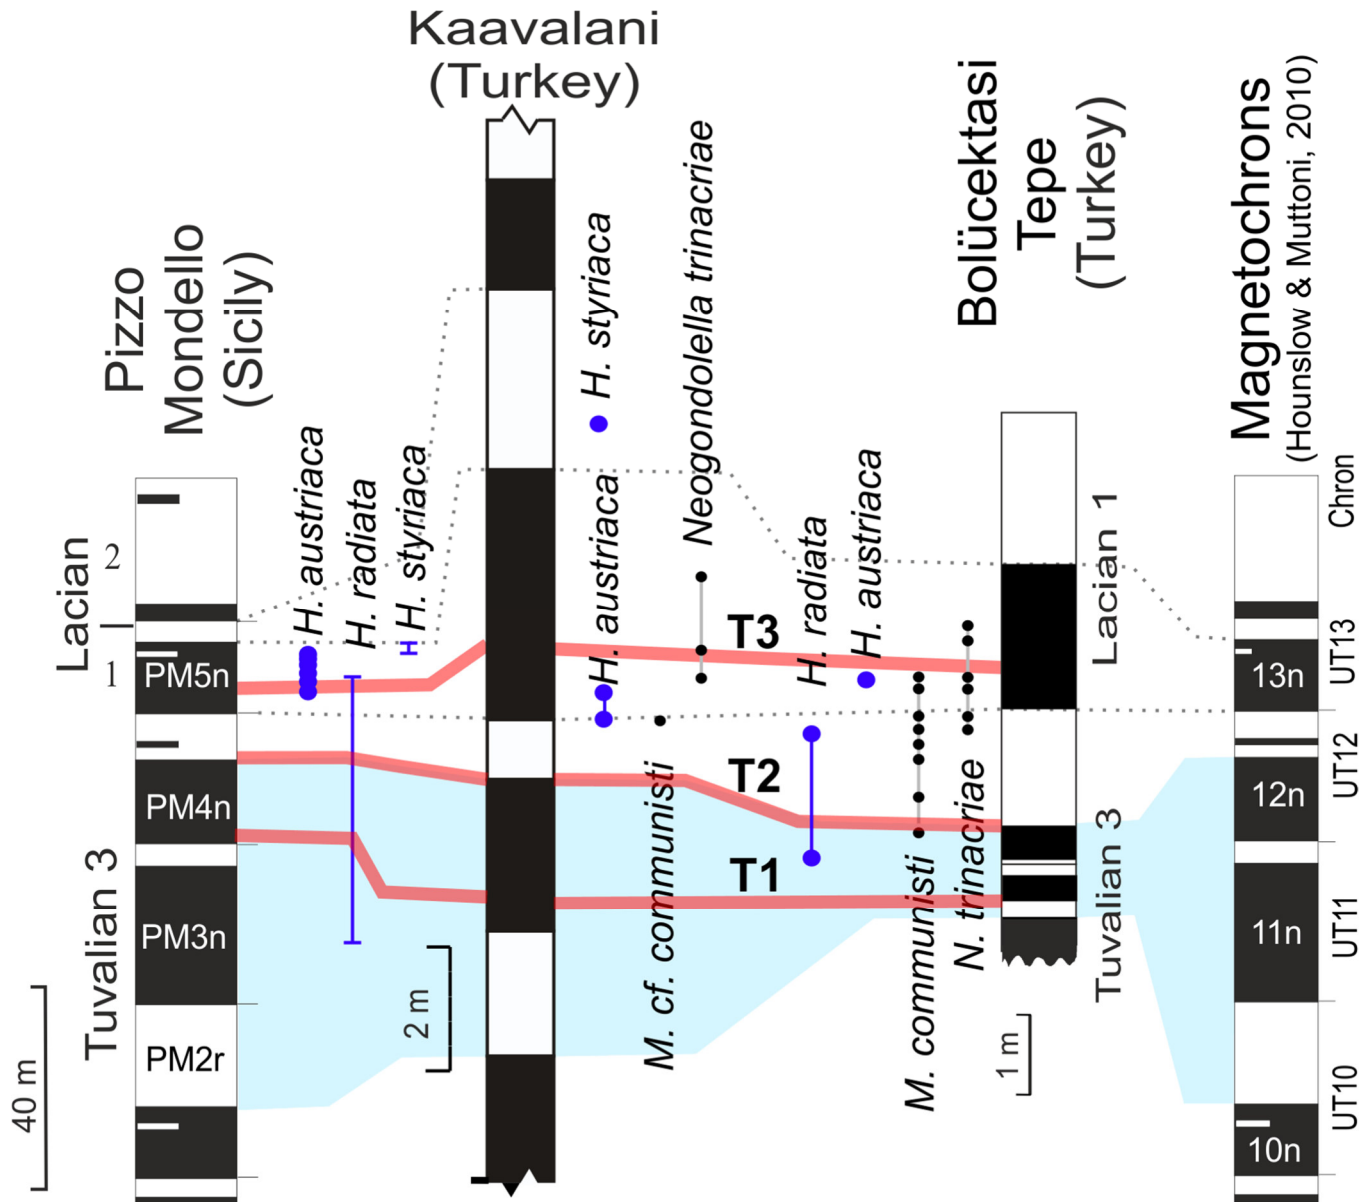 Kaavalani
(Turkey)
Pizzo
Mondello
(Sicily)
Bolücektasi
Tepe
(Turkey)
Magnetochrons
(Hounslow & Muttoni, 2010)
Chron
H. austriaca
H. radiata
H. styriaca
H. styriaca
H. austriaca
Neogondolella trinacriae
M. cf. communisti
H. radiata
H. austriaca
M. communisti
N. trinacriae
T3
T2
T1
Lacian
2
1
Tuvalian 3
PM5n
PM4n
PM3n
PM2r
40 m
2 m
1 m
Lacian 1
Tuvalian 3
13n
12n
11n
10n
UT13
UT12
UT11
UT10